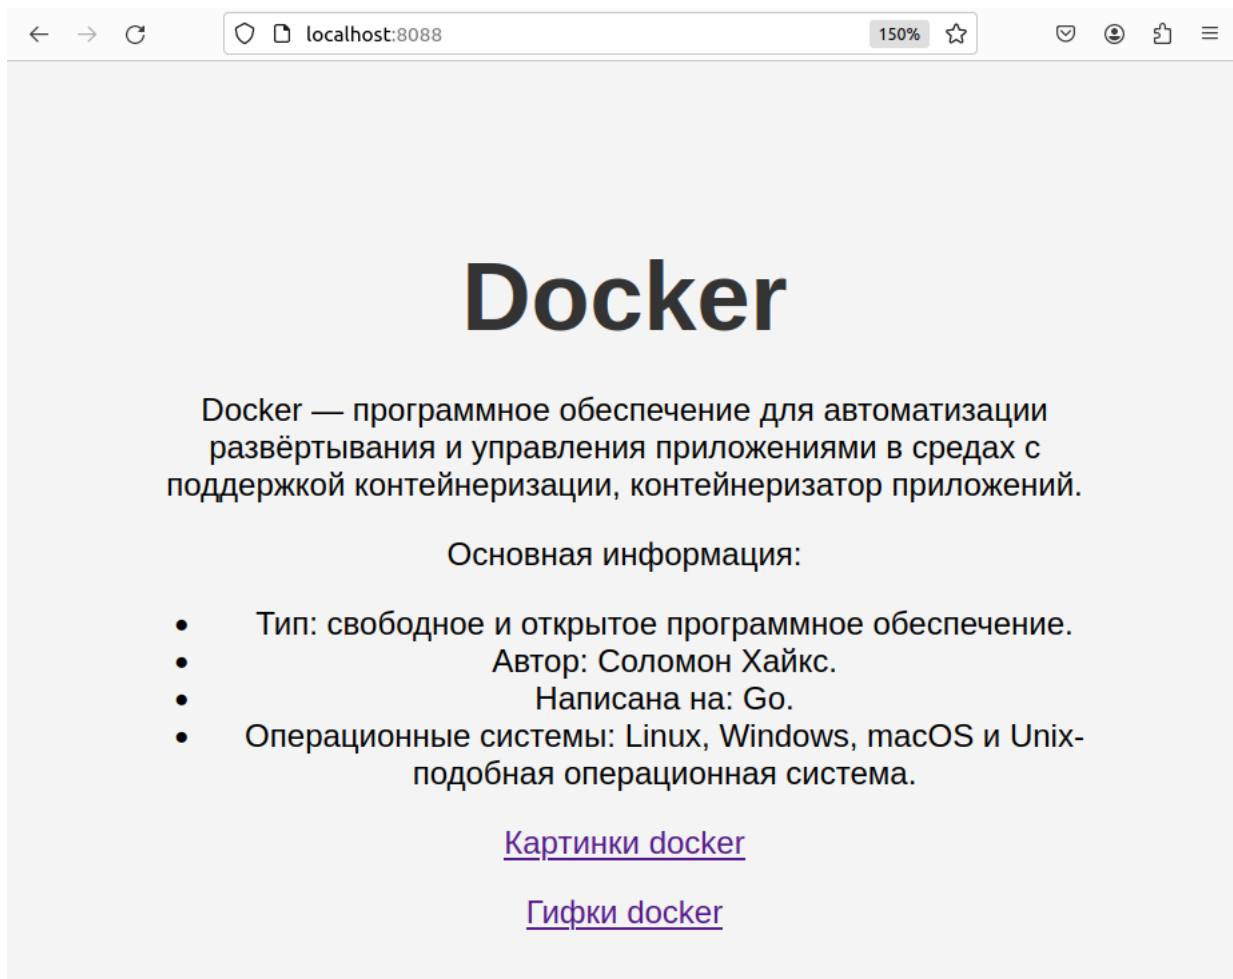 localhost:8088
150%
Docker
Docker — программное обеспечение для автоматизации
развёртывания и управления приложениями в средах с
поддержкой контейнеризации, контейнеризатор приложений.
Основная информация:
• Тип: свободное и открытое программное обеспечение.
• Автор: Соломон Хайкс.
• Написана на: Go.
• Операционные системы: Linux, Windows, macOS и Unix-
подобная операционная система.
Картинки docker
Гифки docker